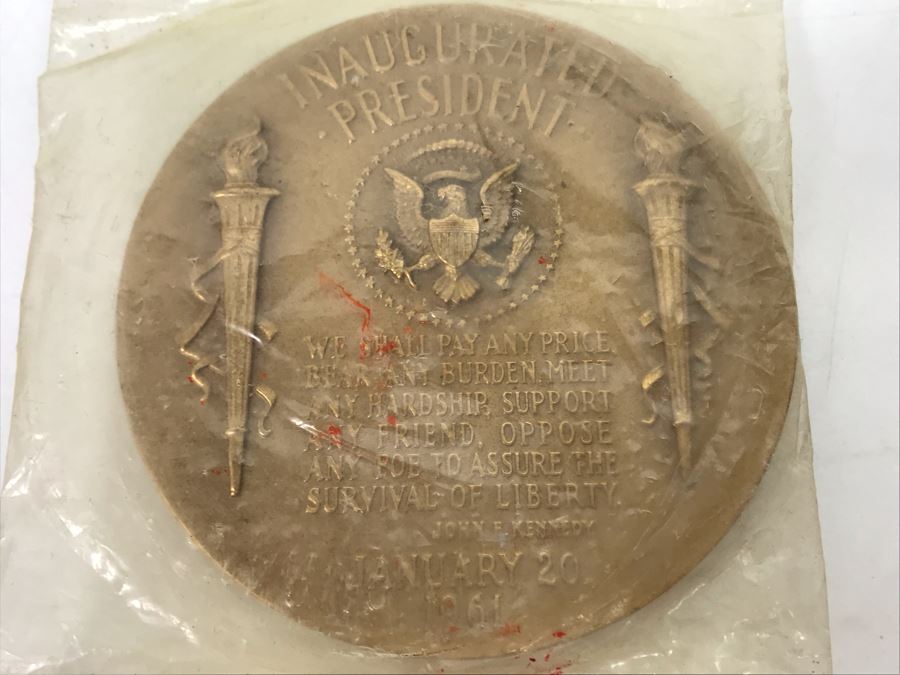 INAUGURATED
·PRESIDENT·
WE SHALL PAY ANY PRICE,
BEAR ANY BURDEN, MEET
ANY HARDSHIP, SUPPORT
ANY FRIEND, OPPOSE
ANY FOE TO ASSURE THE
SURVIVAL OF LIBERTY.
JOHN F. KENNEDY
JANUARY 20,
1961